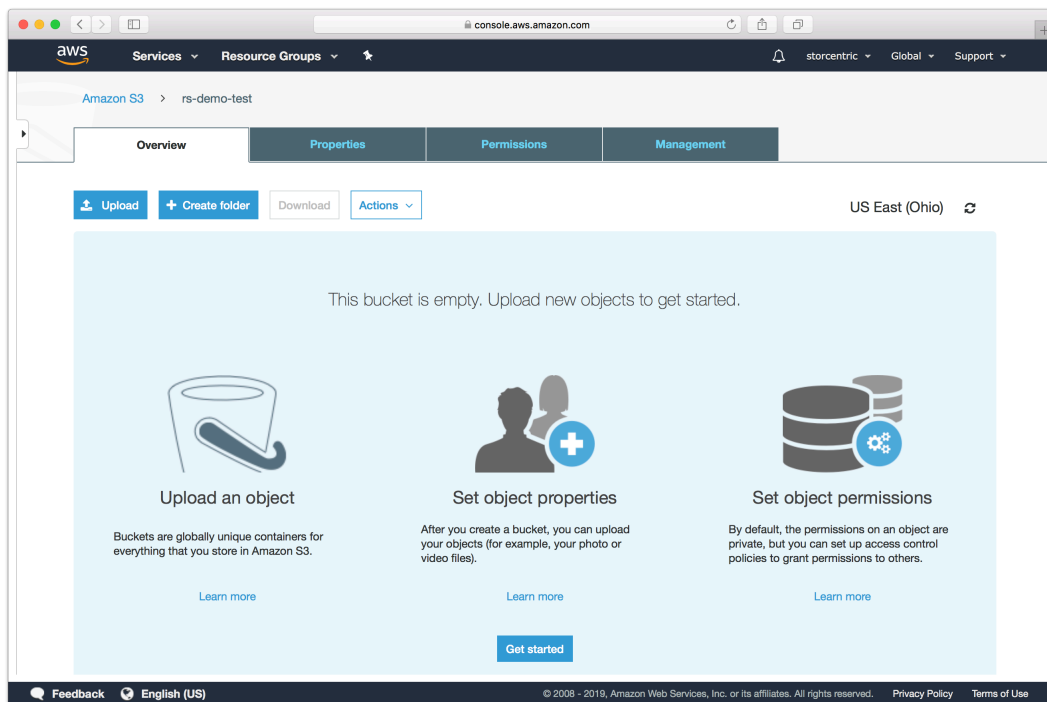 console.aws.amazon.com
aws Services Resource Groups storcentric Global Support
Amazon S3 > rs-demo-test
Overview Properties Permissions Management
Upload + Create folder Download Actions US East (Ohio)
This bucket is empty. Upload new objects to get started.
Upload an object
Buckets are globally unique containers for
everything that you store in Amazon S3.
Learn more
Set object properties
After you create a bucket, you can upload
your objects (for example, your photo or
video files).
Learn more
Set object permissions
By default, the permissions on an object are
private, but you can set up access control
policies to grant permissions to others.
Learn more
Get started
Feedback English (US) © 2008 - 2019, Amazon Web Services, Inc. or its affiliates. All rights reserved. Privacy Policy Terms of Use